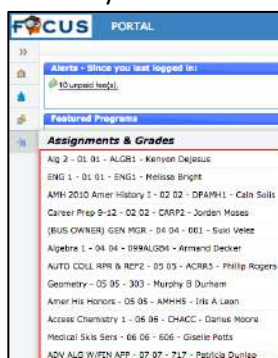 FOCUS PORTAL
Alerts - Since you last logged in:
10 unpaid fee(s).
Featured Programs
Assignments & Grades
Alg 2 - 01 01 - ALGB1 - Kenyon Dejesus
ENG 1 - 01 01 - ENG1 - Melissa Bright
AMH 2010 Amer History I - 02 02 - DPAMH1 - Cain Solis
Career Prep 9-12 - 02 02 - CARP2 - Jorden Moses
(BUS OWNER) GEN MGR - 04 04 - 001 - Suki Velez
Algebra 1 - 04 04 - 099ALGB4 - Armand Decker
AUTO COLL RPR & REF2 - 05 05 - ACRR5 - Phillip Rogers
Geometry - 05 05 - 303 - Murphy B Durham
Amer His Honors - 05 05 - AMHH5 - Iris A Leon
Access Chemistry 1 - 06 06 - CHACC - Darius Moore
Medical Skls Sers - 06 06 - 606 - Giselle Potts
ADV ALG W/FIN APP - 07 07 - 717 - Patricia Dunlap